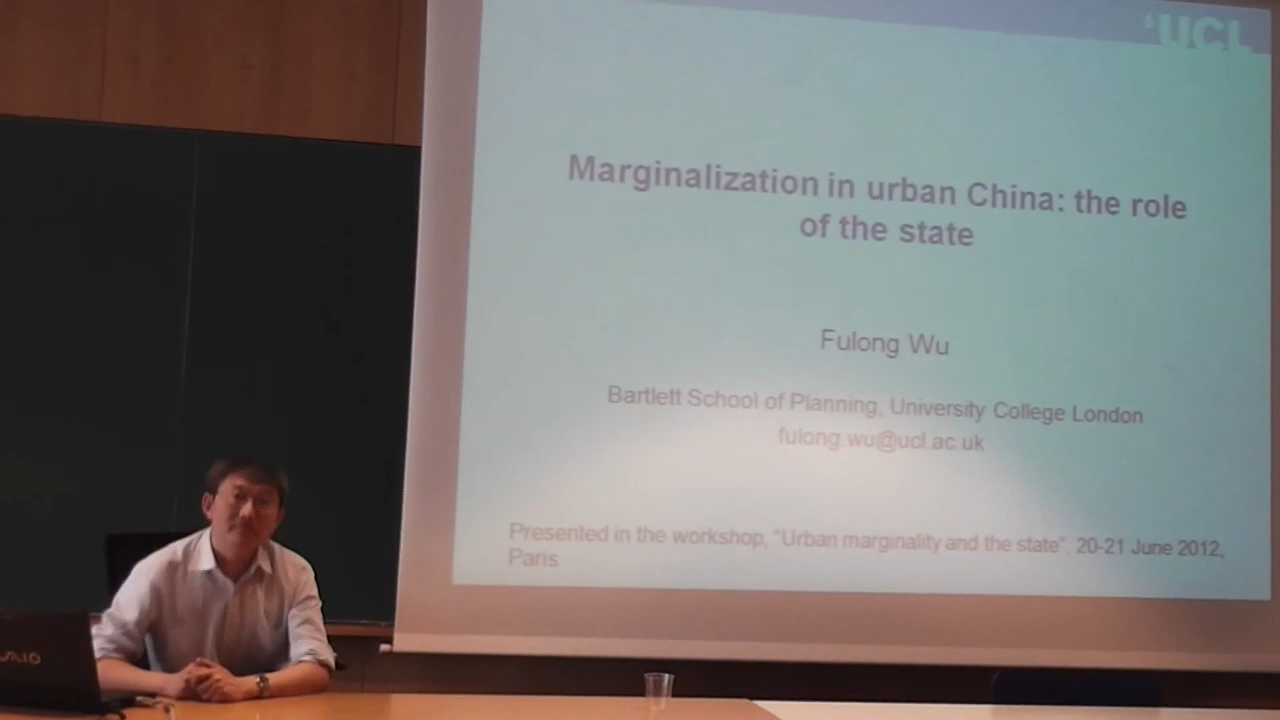 UCL
Marginalization in urban China: the role
of the state
Fulong Wu
Bartlett School of Planning, University College London
fulong.wu@ucl.ac.uk
Presented in the workshop, "Urban marginality and the state", 20-21 June 2012,
Paris
VAIO